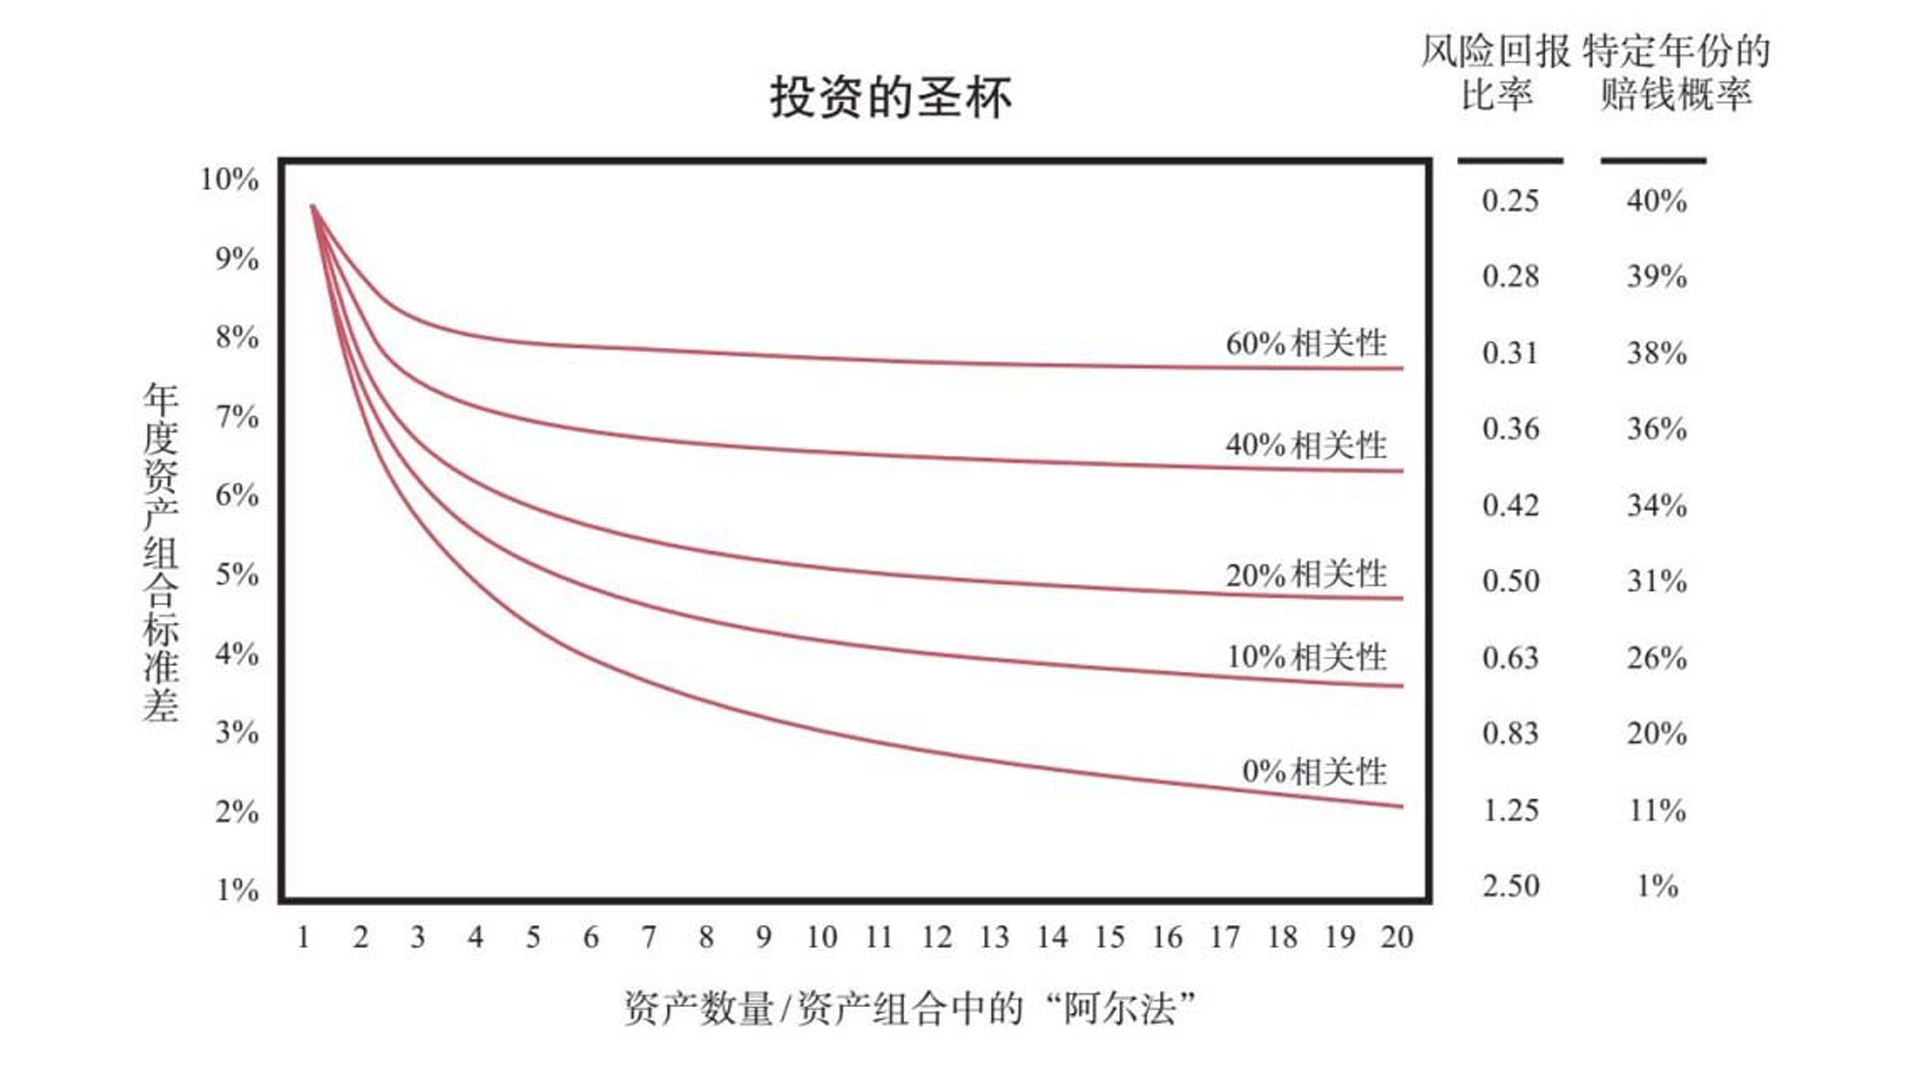 投资的圣杯
风险回报 特定年份的
比率 赔钱概率
10%
9%
8%
7%
6%
5%
4%
3%
2%
1%
年度资产组合标准差
60%相关性
40%相关性
20%相关性
10%相关性
0%相关性
0.25 40%
0.28 39%
0.31 38%
0.36 36%
0.42 34%
0.50 31%
0.63 26%
0.83 20%
1.25 11%
2.50 1%
1 2 3 4 5 6 7 8 9 10 11 12 13 14 15 16 17 18 19 20
资产数量/资产组合中的“阿尔法”